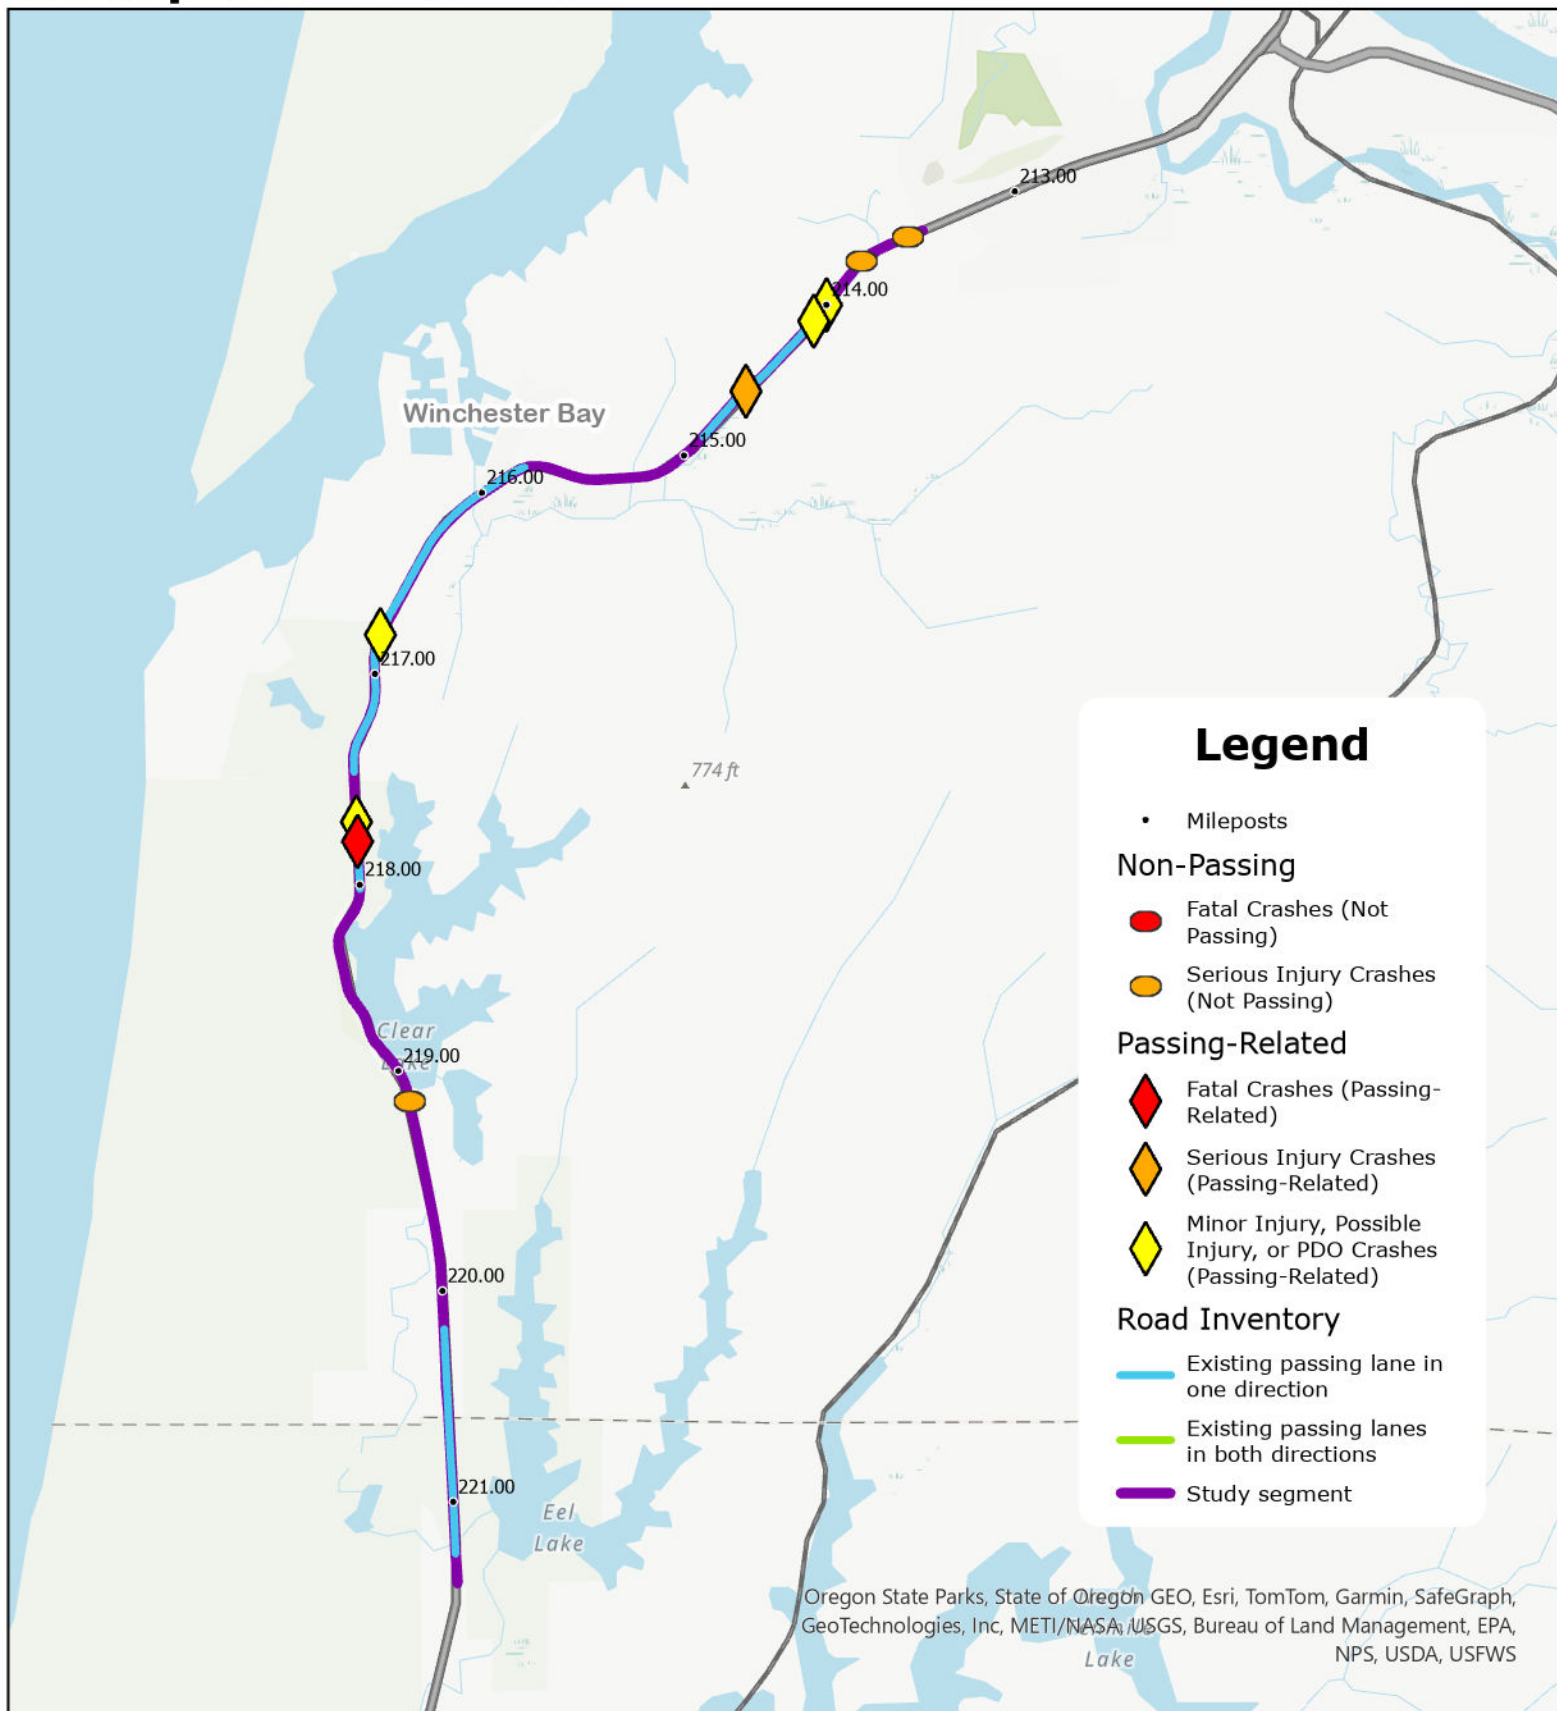 213.00
214.00
Winchester Bay
215.00
216.00
217.00
774 ft
218.00
Clear
Lake
219.00
220.00
221.00
Eel
Lake
Legend
Mileposts
Non-Passing
Fatal Crashes (Not
Passing)
Serious Injury Crashes
(Not Passing)
Passing-Related
Fatal Crashes (Passing-
Related)
Serious Injury Crashes
(Passing-Related)
Minor Injury, Possible
Injury, or PDO Crashes
(Passing-Related)
Road Inventory
Existing passing lane in
one direction
Existing passing lanes
in both directions
Study segment
Oregon State Parks, State of Oregon GEO, Esri, TomTom, Garmin, SafeGraph,
GeoTechnologies, Inc, METI/NASA, USGS, Bureau of Land Management, EPA,
NPS, USDA, USFWS
Lake